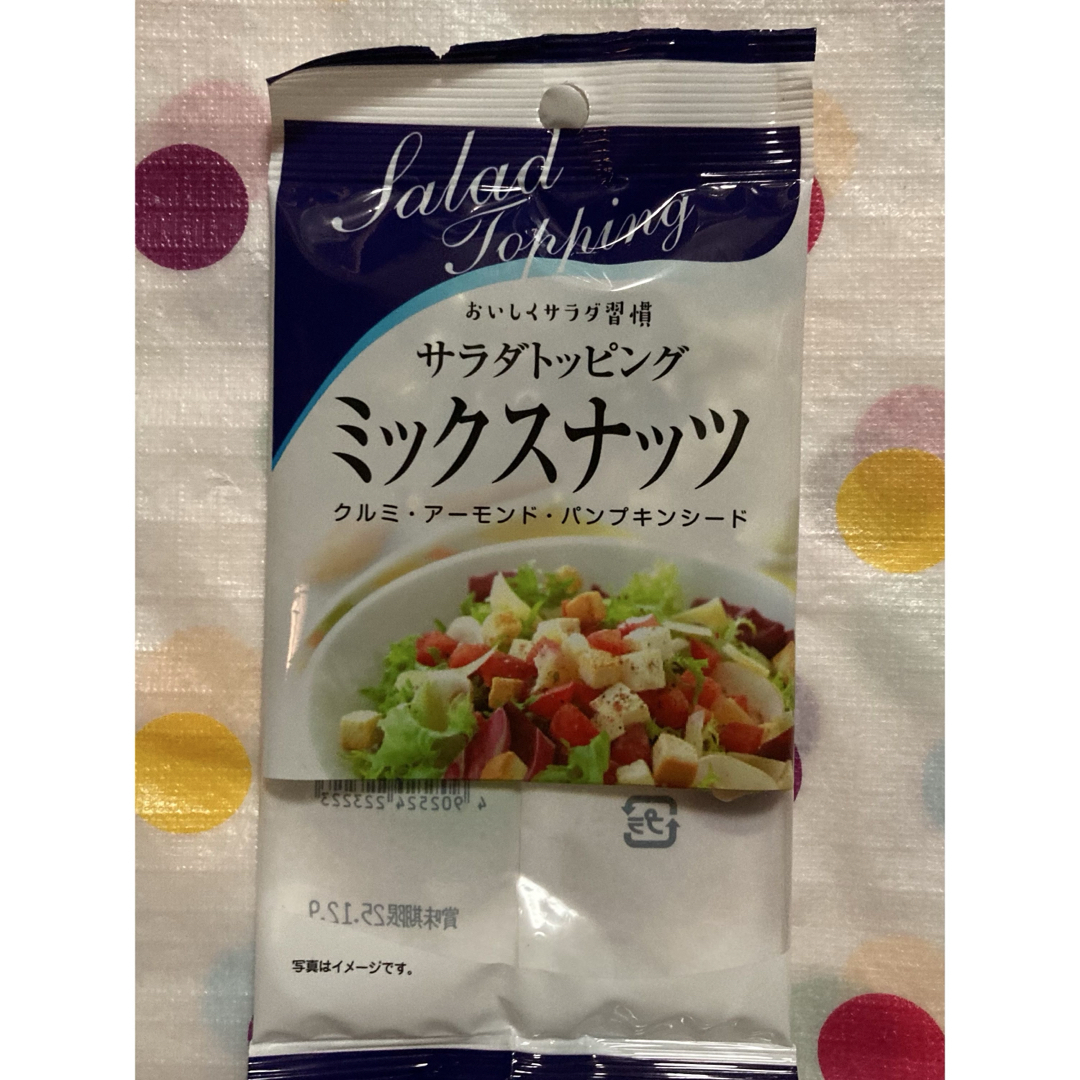 Salad
Topping
おいしくサラダ習慣
サラダトッピング
ミックスナッツ
クルミ・アーモンド・パンプキンシード
4 902524 223223
プラ
賞味期限25.12.9
写真はイメージです。